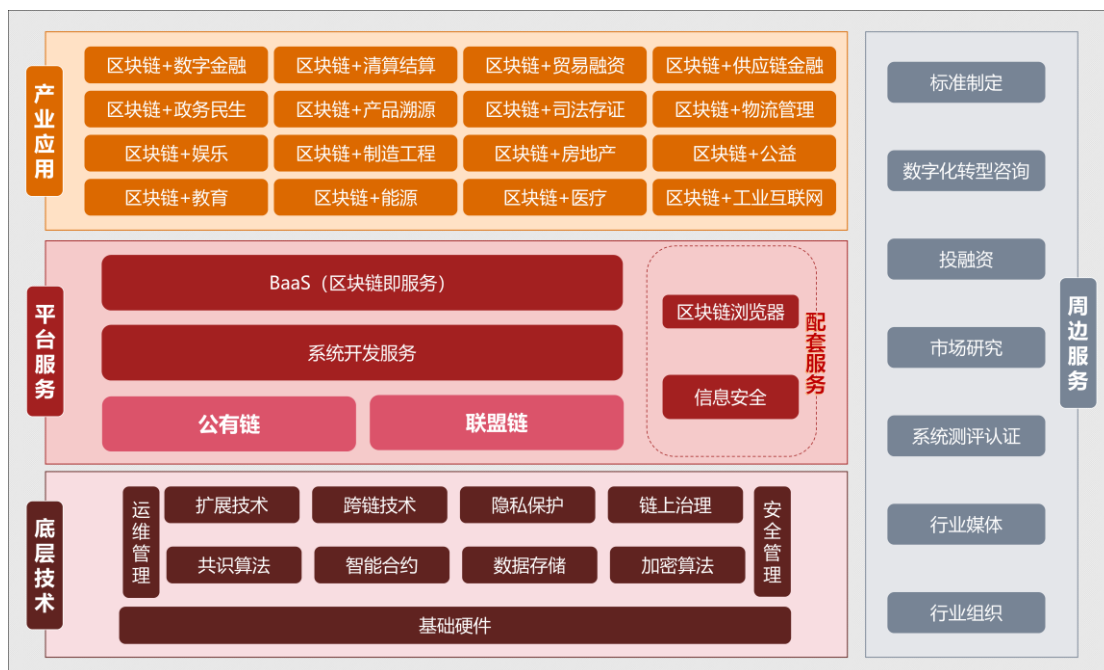 产业应用
区块链+数字金融
区块链+清算结算
区块链+贸易融资
区块链+供应链金融
区块链+政务民生
区块链+产品溯源
区块链+司法存证
区块链+物流管理
区块链+娱乐
区块链+制造工程
区块链+房地产
区块链+公益
区块链+教育
区块链+能源
区块链+医疗
区块链+工业互联网
平台服务
BaaS（区块链即服务）
系统开发服务
公有链
联盟链
区块链浏览器
信息安全
配套服务
底层技术
运维管理
扩展技术
跨链技术
隐私保护
链上治理
共识算法
智能合约
数据存储
加密算法
安全管理
基础硬件
标准制定
数字化转型咨询
投融资
市场研究
系统测评认证
行业媒体
行业组织
周边服务